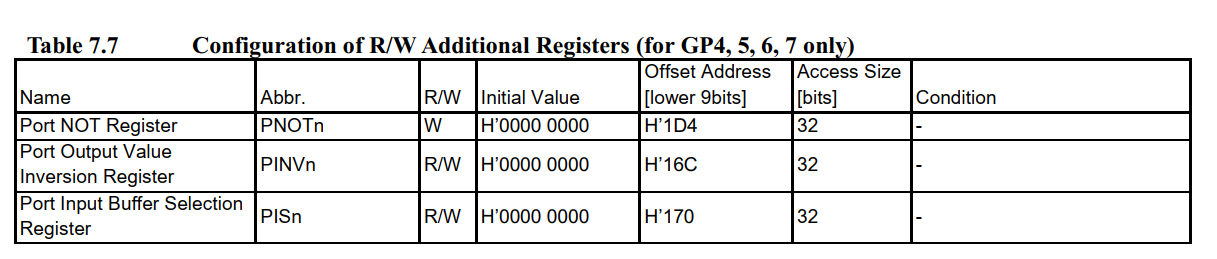 Table 7.7 Configuration of R/W Additional Registers (for GP4, 5, 6, 7 only)
Name Abbr. R/W Initial Value Offset Address [lower 9bits] Access Size [bits] Condition
Port NOT Register PNOTn W H’0000 0000 H’1D4 32 -
Port Output Value Inversion Register PINVn R/W H’0000 0000 H’16C 32 -
Port Input Buffer Selection Register PISn R/W H’0000 0000 H’170 32 -